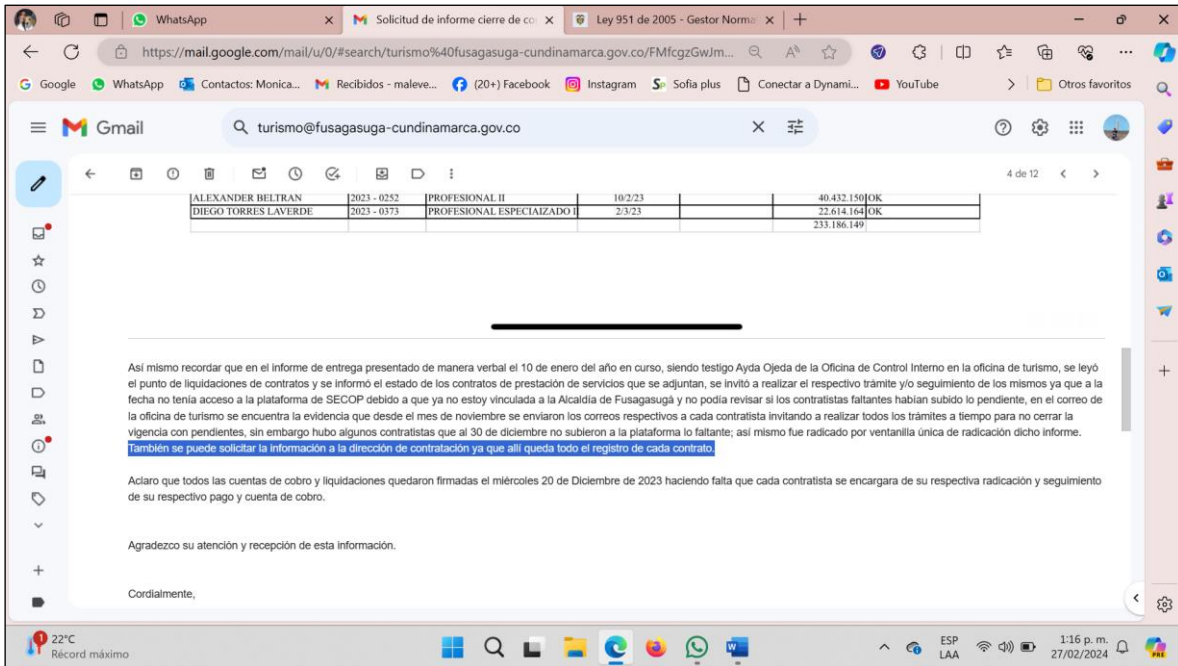 WhatsApp
Solicitud de informe cierre de co
Ley 951 de 2005 - Gestor Norma
https://mail.google.com/mail/u/0/#search/turismo%40fusagasuga-cundinamarca.gov.co/FMfcgzGwJm...
Google
WhatsApp
Contactos: Monica...
Recibidos - maleve...
(20+) Facebook
Instagram
Sofia plus
Conectar a Dynami...
YouTube
Otros favoritos
Gmail
turismo@fusagasuga-cundinamarca.gov.co
4 de 12
ALEXANDER BELTRAN 2023 - 0252 PROFESIONAL II 10/2/23 40.432.150 OK
DIEGO TORRES LAVERDE 2023 - 0373 PROFESIONAL ESPECIAIZADO I 2/3/23 22.614.164 OK
233.186.149
Así mismo recordar que en el informe de entrega presentado de manera verbal el 10 de enero del año en curso, siendo testigo Ayda Ojeda de la Oficina de Control Interno en la oficina de turismo, se leyó
el punto de liquidaciones de contratos y se informó el estado de los contratos de prestación de servicios que se adjuntan, se invitó a realizar el respectivo trámite y/o seguimiento de los mismos ya que a la
fecha no tenía acceso a la plataforma de SECOP debido a que ya no estoy vinculada a la Alcaldía de Fusagasugá y no podía revisar si los contratistas faltantes habían subido lo pendiente, en el correo de
la oficina de turismo se encuentra la evidencia que desde el mes de noviembre se enviaron los correos respectivos a cada contratista invitando a realizar todos los trámites a tiempo para no cerrar la
vigencia con pendientes, sin embargo hubo algunos contratistas que al 30 de diciembre no subieron a la plataforma lo faltante; así mismo fue radicado por ventanilla única de radicación dicho informe.
También se puede solicitar la información a la dirección de contratación ya que allí queda todo el registro de cada contrato.
Aclaro que todos las cuentas de cobro y liquidaciones quedaron firmadas el miércoles 20 de Diciembre de 2023 haciendo falta que cada contratista se encargara de su respectiva radicación y seguimiento
de su respectivo pago y cuenta de cobro.
Agradezco su atención y recepción de esta información.
Cordialmente,
22°C
Récord máximo
ESP
LAA
1:16 p. m.
27/02/2024